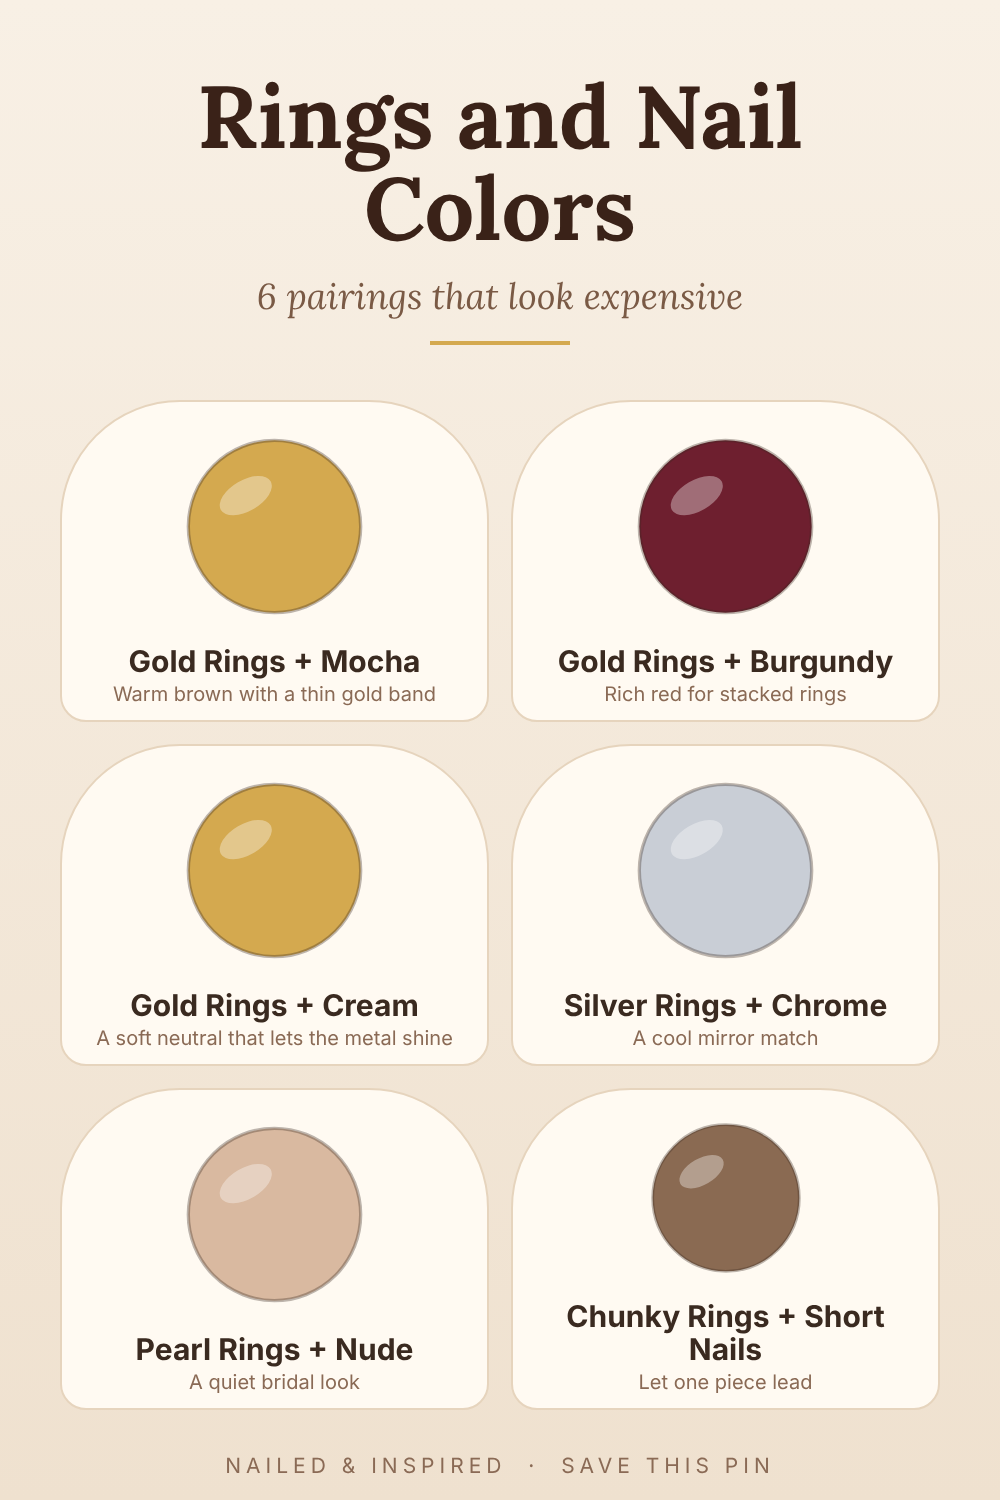 Rings and Nail
Colors
6 pairings that look expensive
Gold Rings + Mocha
Warm brown with a thin gold band
Gold Rings + Burgundy
Rich red for stacked rings
Gold Rings + Cream
A soft neutral that lets the metal shine
Silver Rings + Chrome
A cool mirror match
Pearl Rings + Nude
A quiet bridal look
Chunky Rings + Short
Nails
Let one piece lead
NAILED & INSPIRED · SAVE THIS PIN